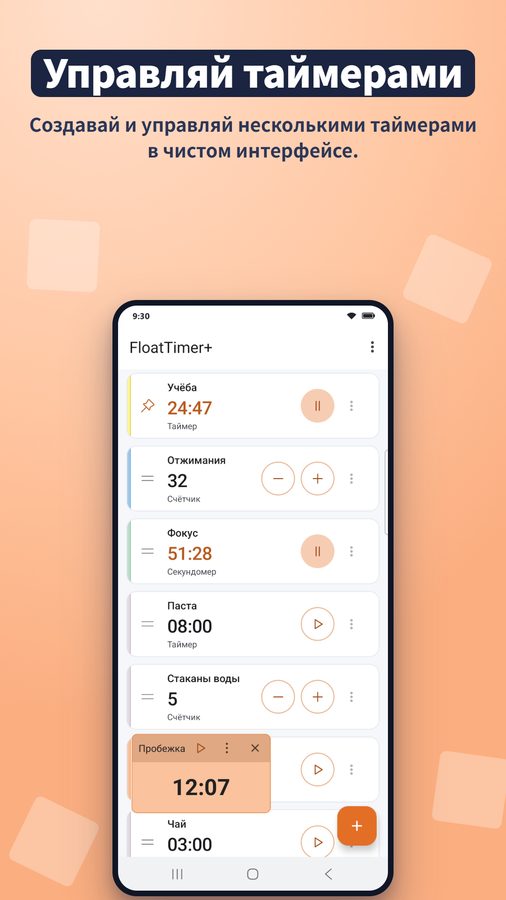 Управляй таймерами
Создавай и управляй несколькими таймерами
в чистом интерфейсе.
9:30
FloatTimer+
Учёба
24:47
Таймер
Отжимания
32
Счётчик
Фокус
51:28
Секундомер
Паста
08:00
Таймер
Стаканы воды
5
Счётчик
Пробежка
12:07
Чай
03:00